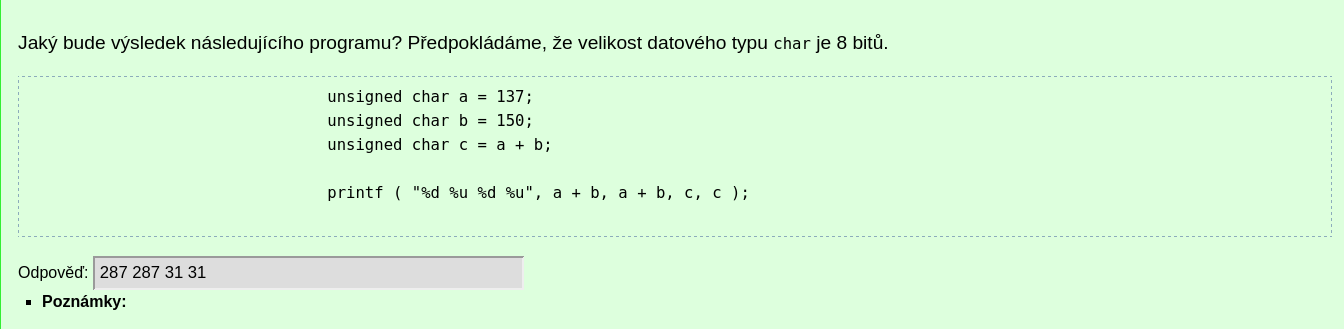 Jaký bude výsledek následujícího programu? Předpokládáme, že velikost datového typu char je 8 bitů.
unsigned char a = 137;
unsigned char b = 150;
unsigned char c = a + b;
printf ( "%d %u %d %u", a + b, a + b, c, c );
Odpověď: 287 287 31 31
Poznámky: